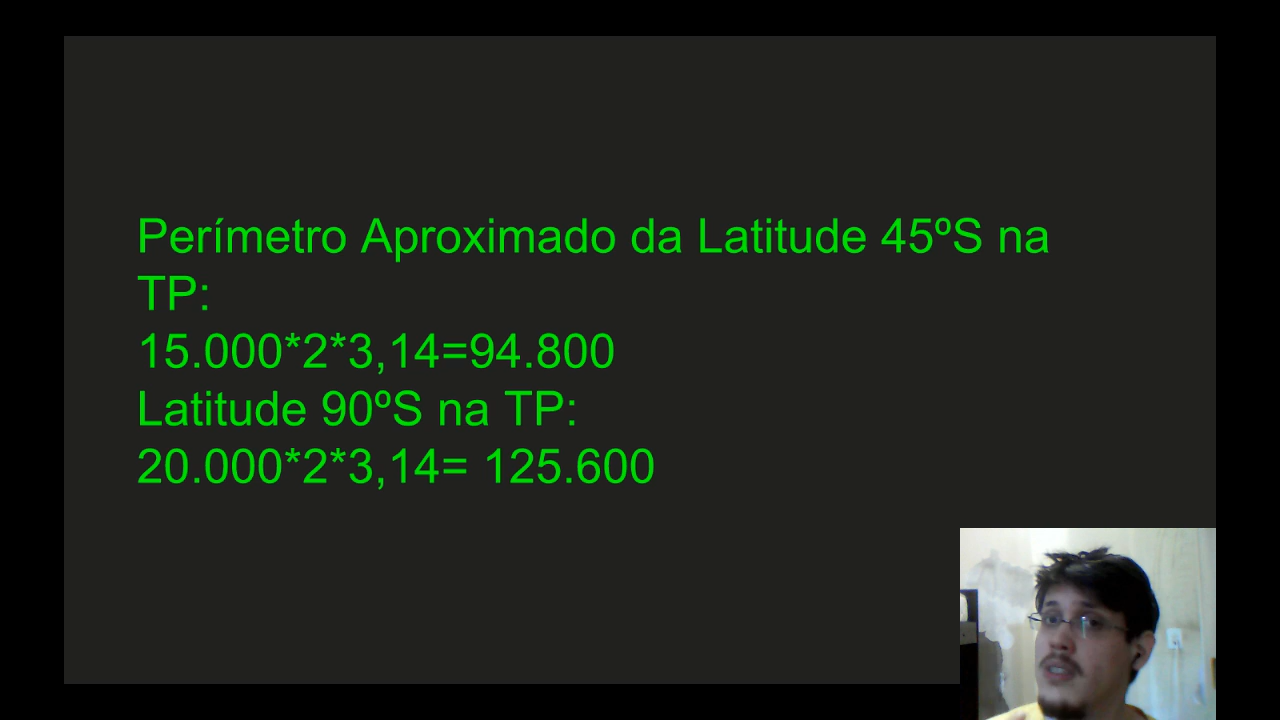 Perímetro Aproximado da Latitude 45ºS na
TP:
15.000*2*3,14=94.800
Latitude 90ºS na TP:
20.000*2*3,14= 125.600